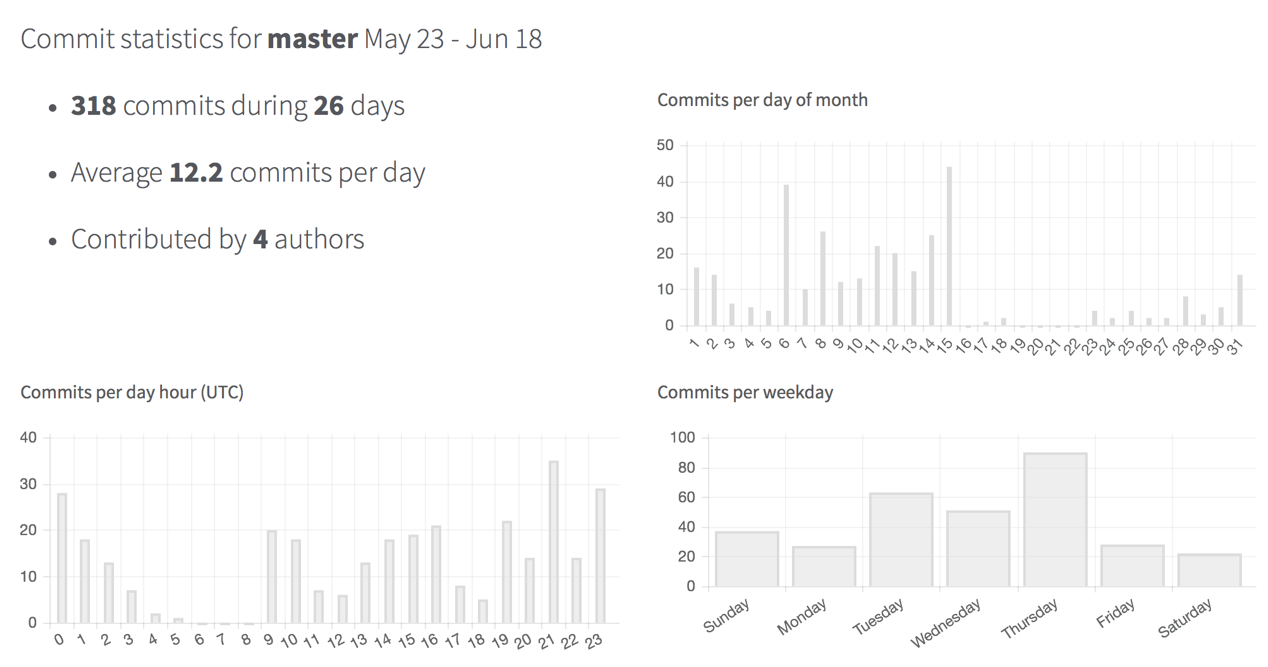 Commit statistics for master May 23 - Jun 18
• 318 commits during 26 days
• Average 12.2 commits per day
• Contributed by 4 authors
Commits per day of month
50
40
30
20
10
0
1 2 3 4 5 6 7 8 9 10 11 12 13 14 15 16 17 18 19 20 21 22 23 24 25 26 27 28 29 30 31
Commits per day hour (UTC)
40
30
20
10
0
0 1 2 3 4 5 6 7 8 9 10 11 12 13 14 15 16 17 18 19 20 21 22 23
Commits per weekday
100
80
60
40
20
0
Sunday Monday Tuesday Wednesday Thursday Friday Saturday